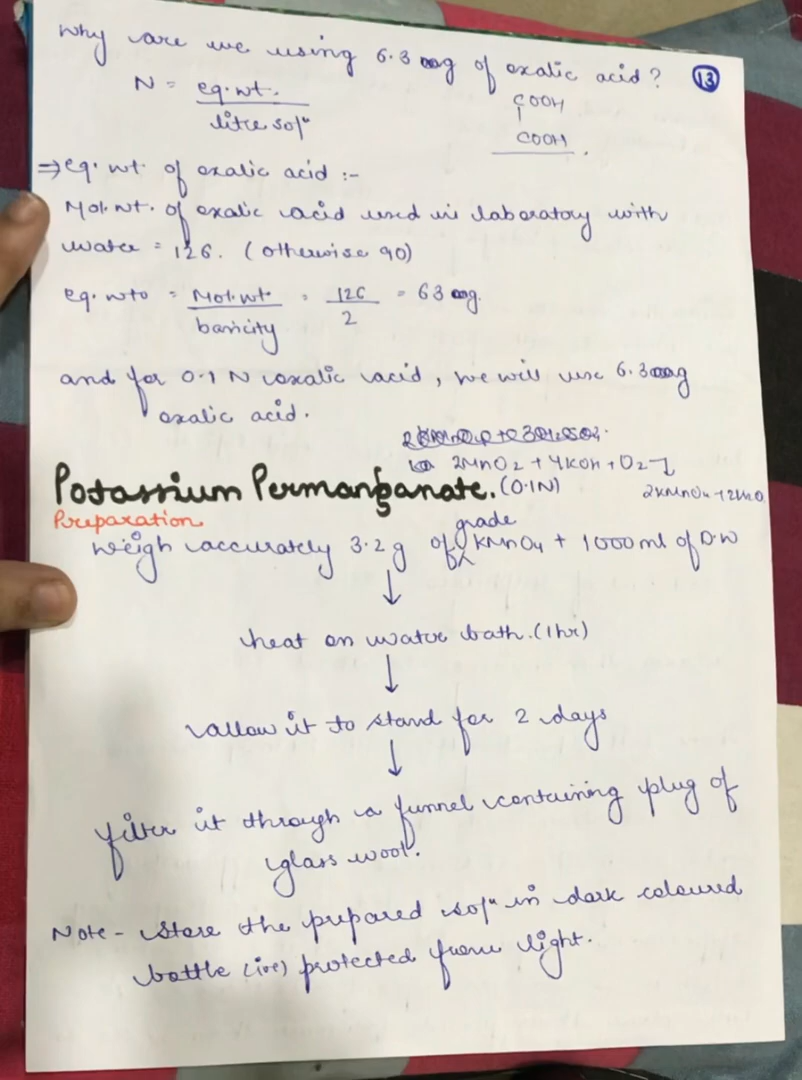 Why are we using 6.3 g of oxalic acid? 13
N = eq. wt. / litre solⁿ
COOH
|
COOH
⇒ eq. wt. of oxalic acid :-
Mol. wt. of oxalic acid used in laboratory with
water = 126. (otherwise 90)
eq. wt = Mol. wt. / basicity = 126 / 2 = 63 g.
and for 0.1 N oxalic acid, we will use 6.3 g
oxalic acid.
2MnO2 + 4KOH + O2 ↴
2KMnO4 + 2H2O
Potassium Permanganate. (0.1N)
Preparation
Weigh accurately 3.2 g of grade KMnO4 + 1000 ml of D.W
↓
heat on water bath. (1hr)
↓
allow it to stand for 2 days
↓
filter it through a funnel containing plug of
glass wool.
Note - Store the prepared solⁿ in dark coloured
bottle (ie) protected from light.